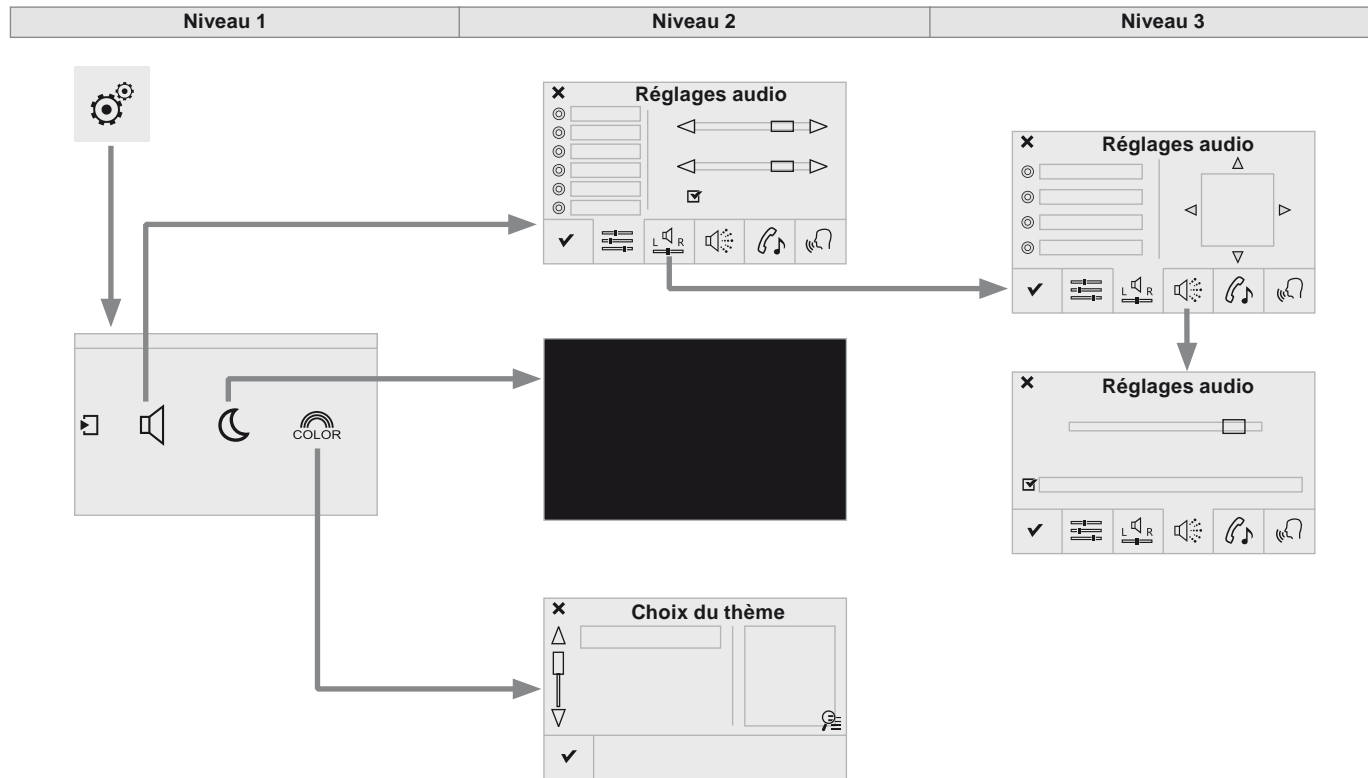 Niveau 1
Niveau 2
Niveau 3
Réglages audio
L R
Réglages audio
L R
COLOR
Réglages audio
L R
Choix du thème